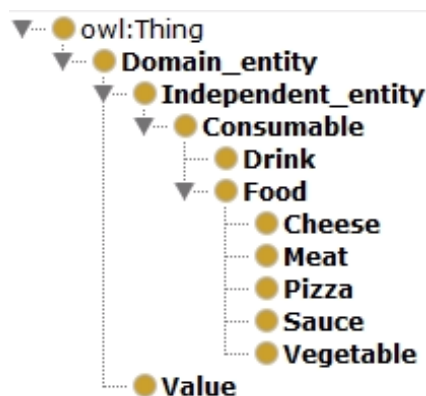 owl:Thing
Domain_entity
Independent_entity
Consumable
Drink
Food
Cheese
Meat
Pizza
Sauce
Vegetable
Value